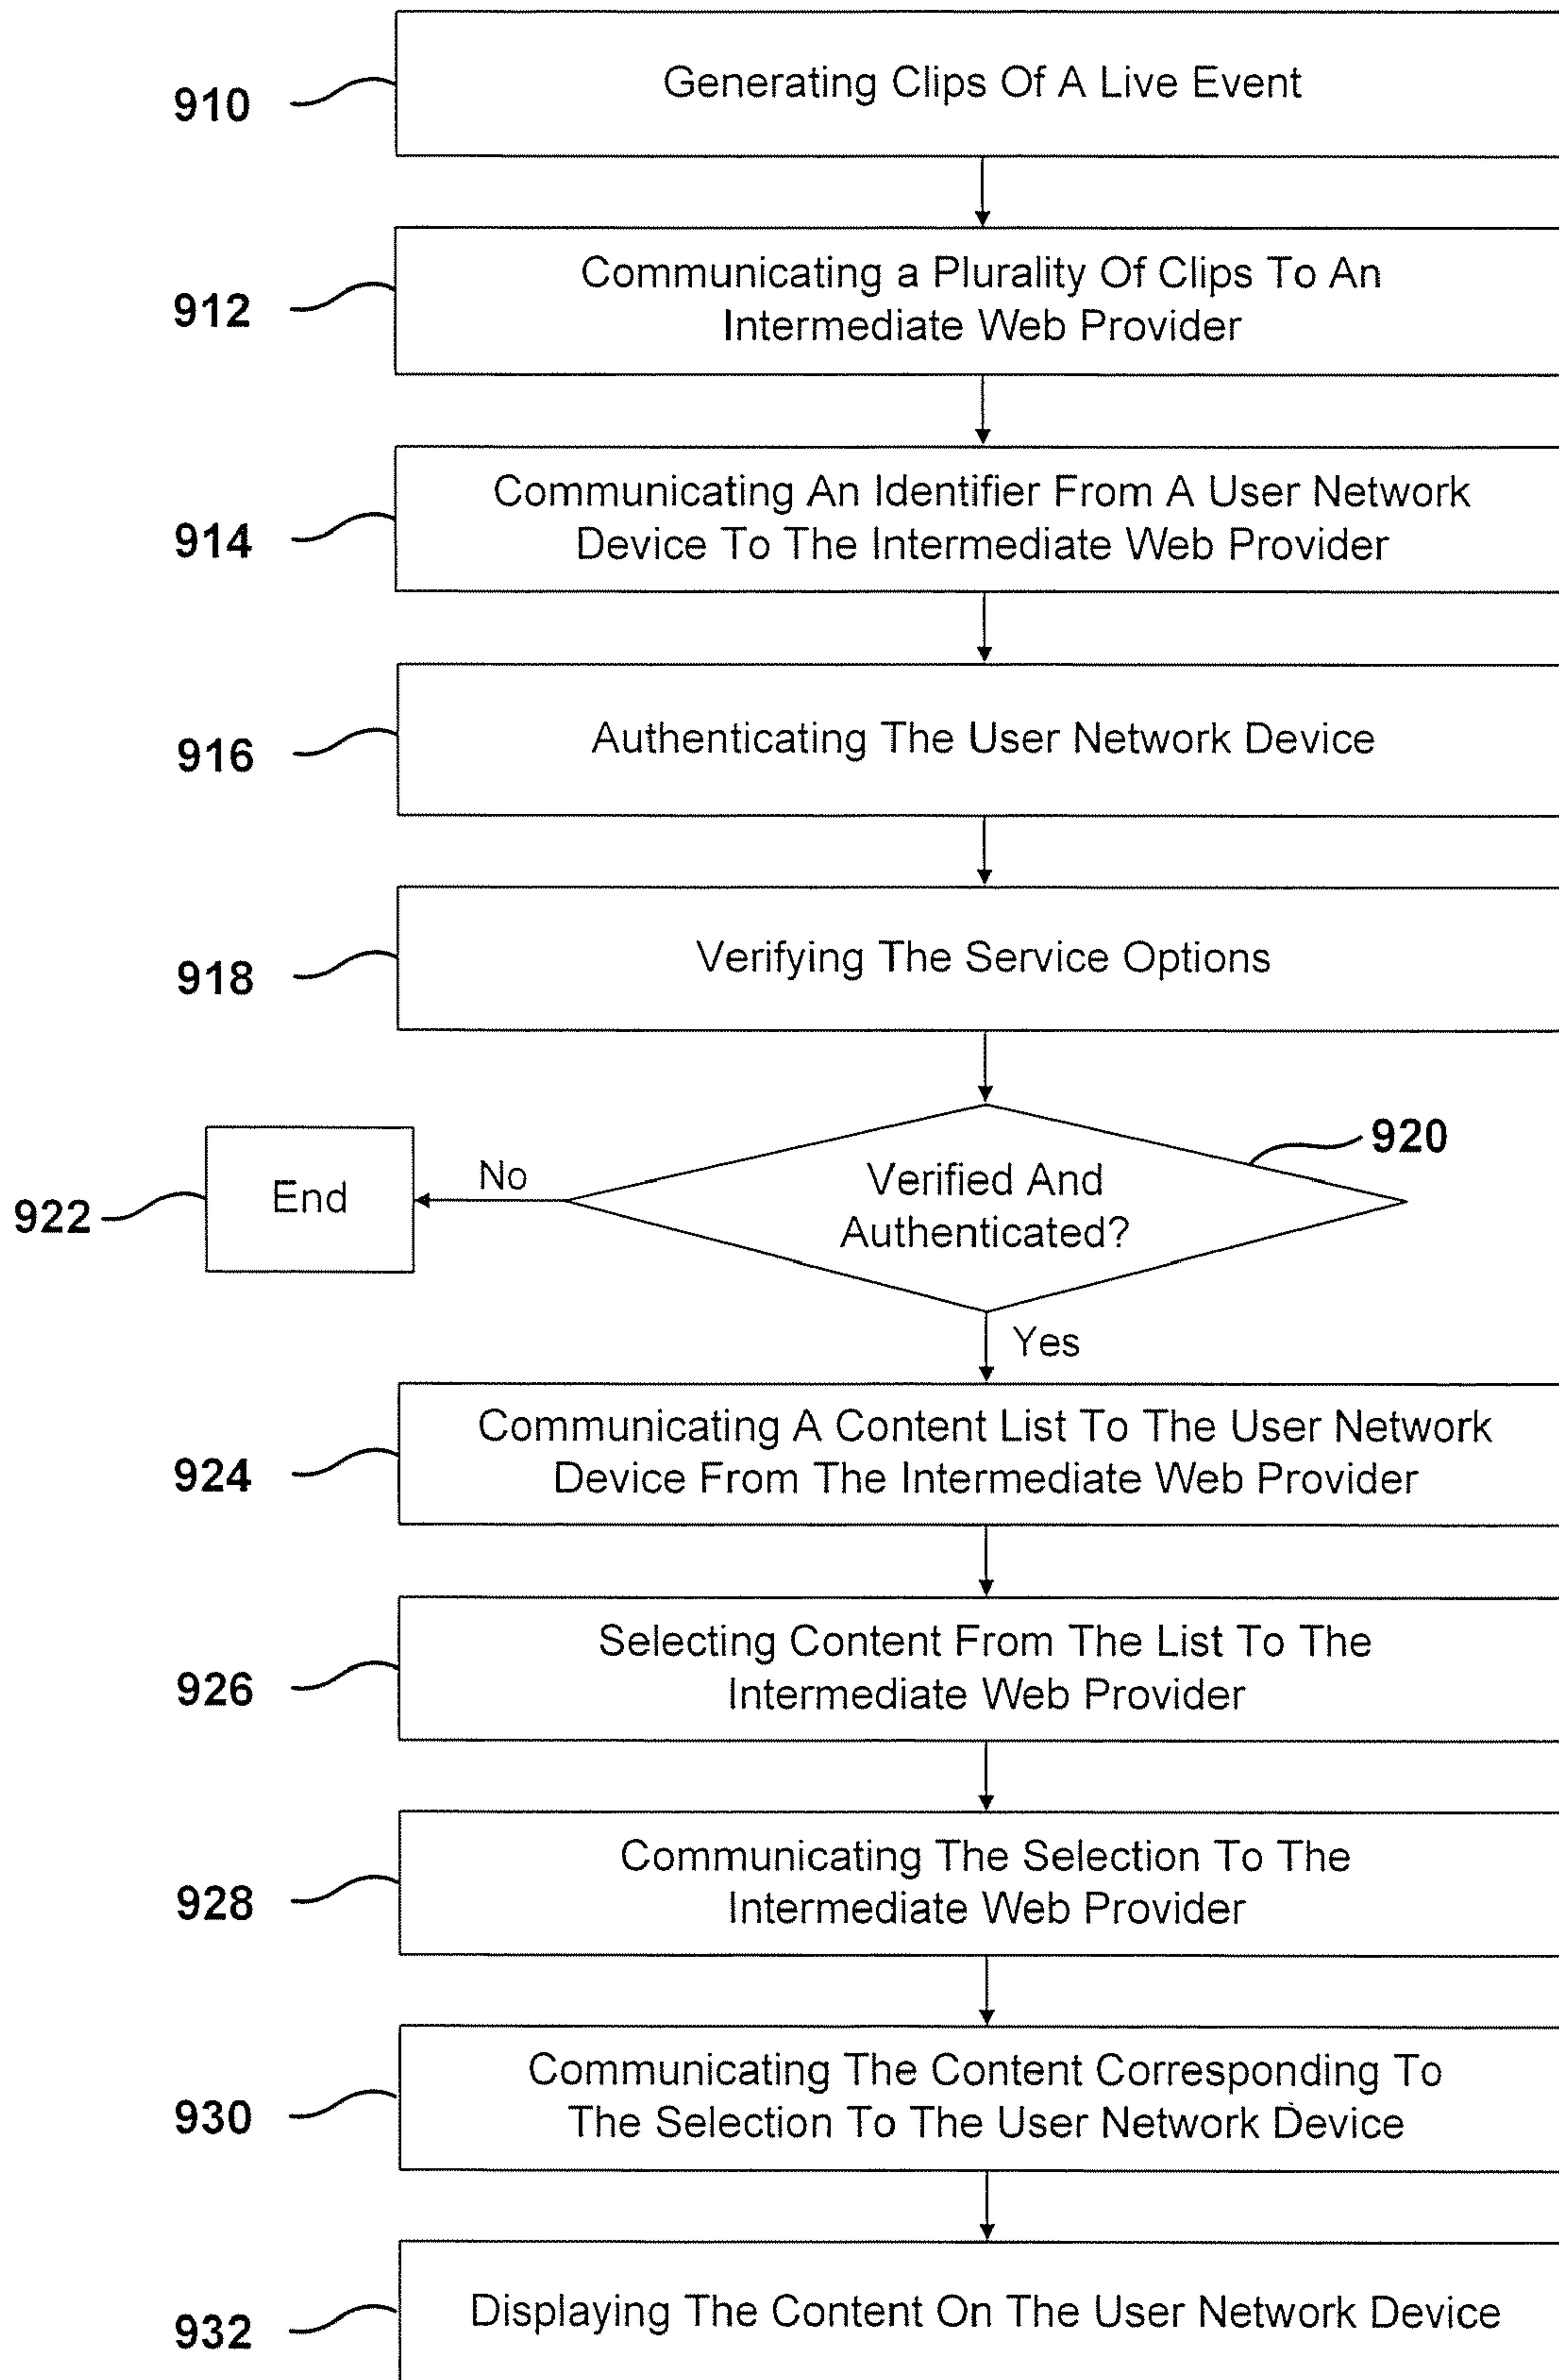 910
Generating Clips Of A Live Event
912
Communicating a Plurality Of Clips To An
Intermediate Web Provider
914
Communicating An Identifier From A User Network
Device To The Intermediate Web Provider
916
Authenticating The User Network Device
918
Verifying The Service Options
920
Verified And
Authenticated?
No
End
922
Yes
924
Communicating A Content List To The User Network
Device From The Intermediate Web Provider
926
Selecting Content From The List To The
Intermediate Web Provider
928
Communicating The Selection To The
Intermediate Web Provider
930
Communicating The Content Corresponding To
The Selection To The User Network Device
932
Displaying The Content On The User Network Device